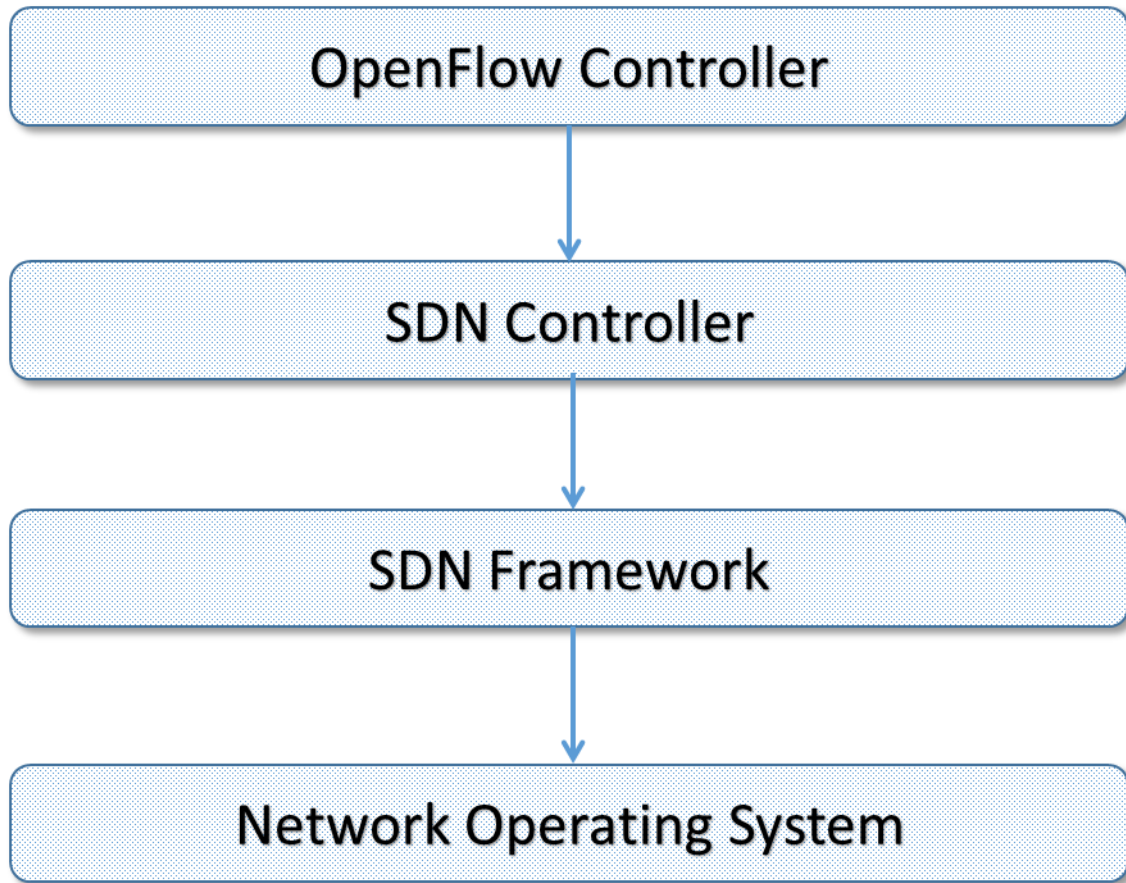 OpenFlow Controller
SDN Controller
SDN Framework
Network Operating System